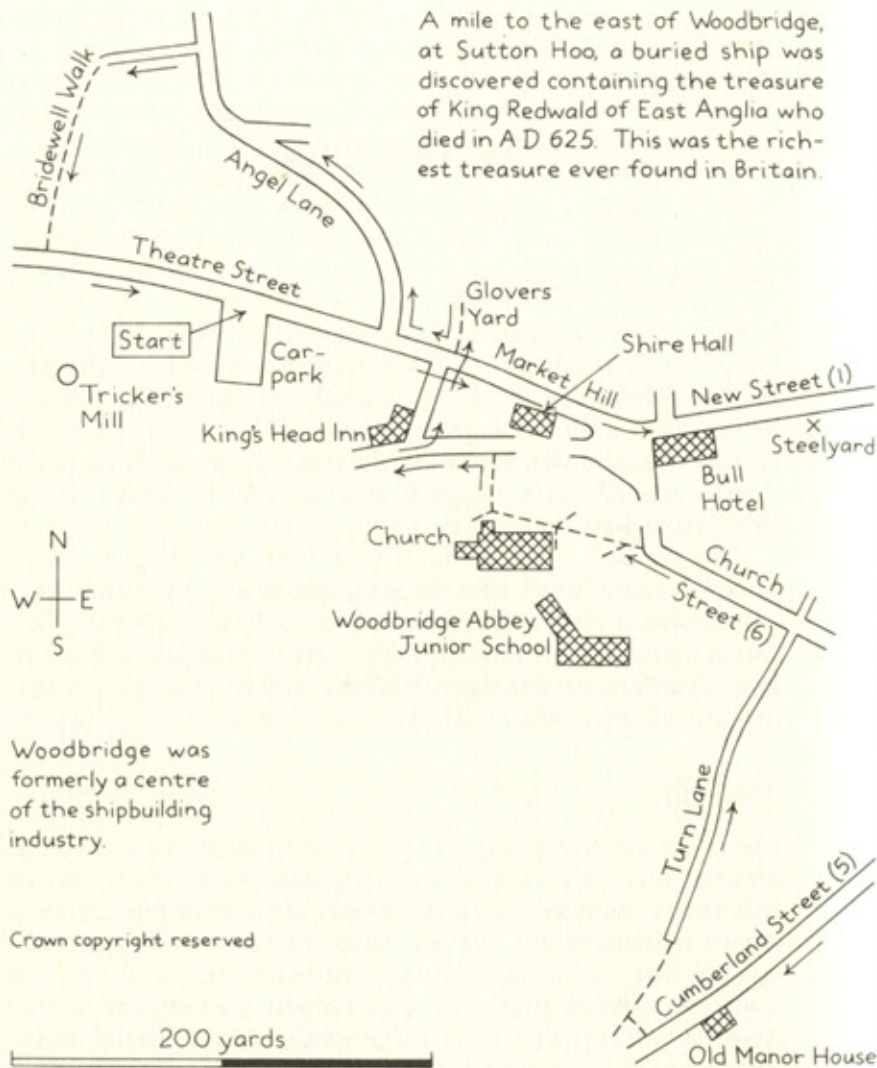 A mile to the east of Woodbridge,
at Sutton Hoo, a buried ship was
discovered containing the treasure
of King Redwald of East Anglia who
died in A D 625. This was the rich-
est treasure ever found in Britain.
Bridewell Walk
Angel Lane
Theatre Street
Glovers
Yard
Start
Car-
park
Market Hill
Shire Hall
New Street (1)
Tricker's
Mill
King's Head Inn
Steelyard
Bull
Hotel
N
W E
S
Church
Church
Street (6)
Woodbridge Abbey
Junior School
Woodbridge was
formerly a centre
of the shipbuilding
industry.
Turn Lane
Cumberland Street (5)
Crown copyright reserved
200 yards
Old Manor House